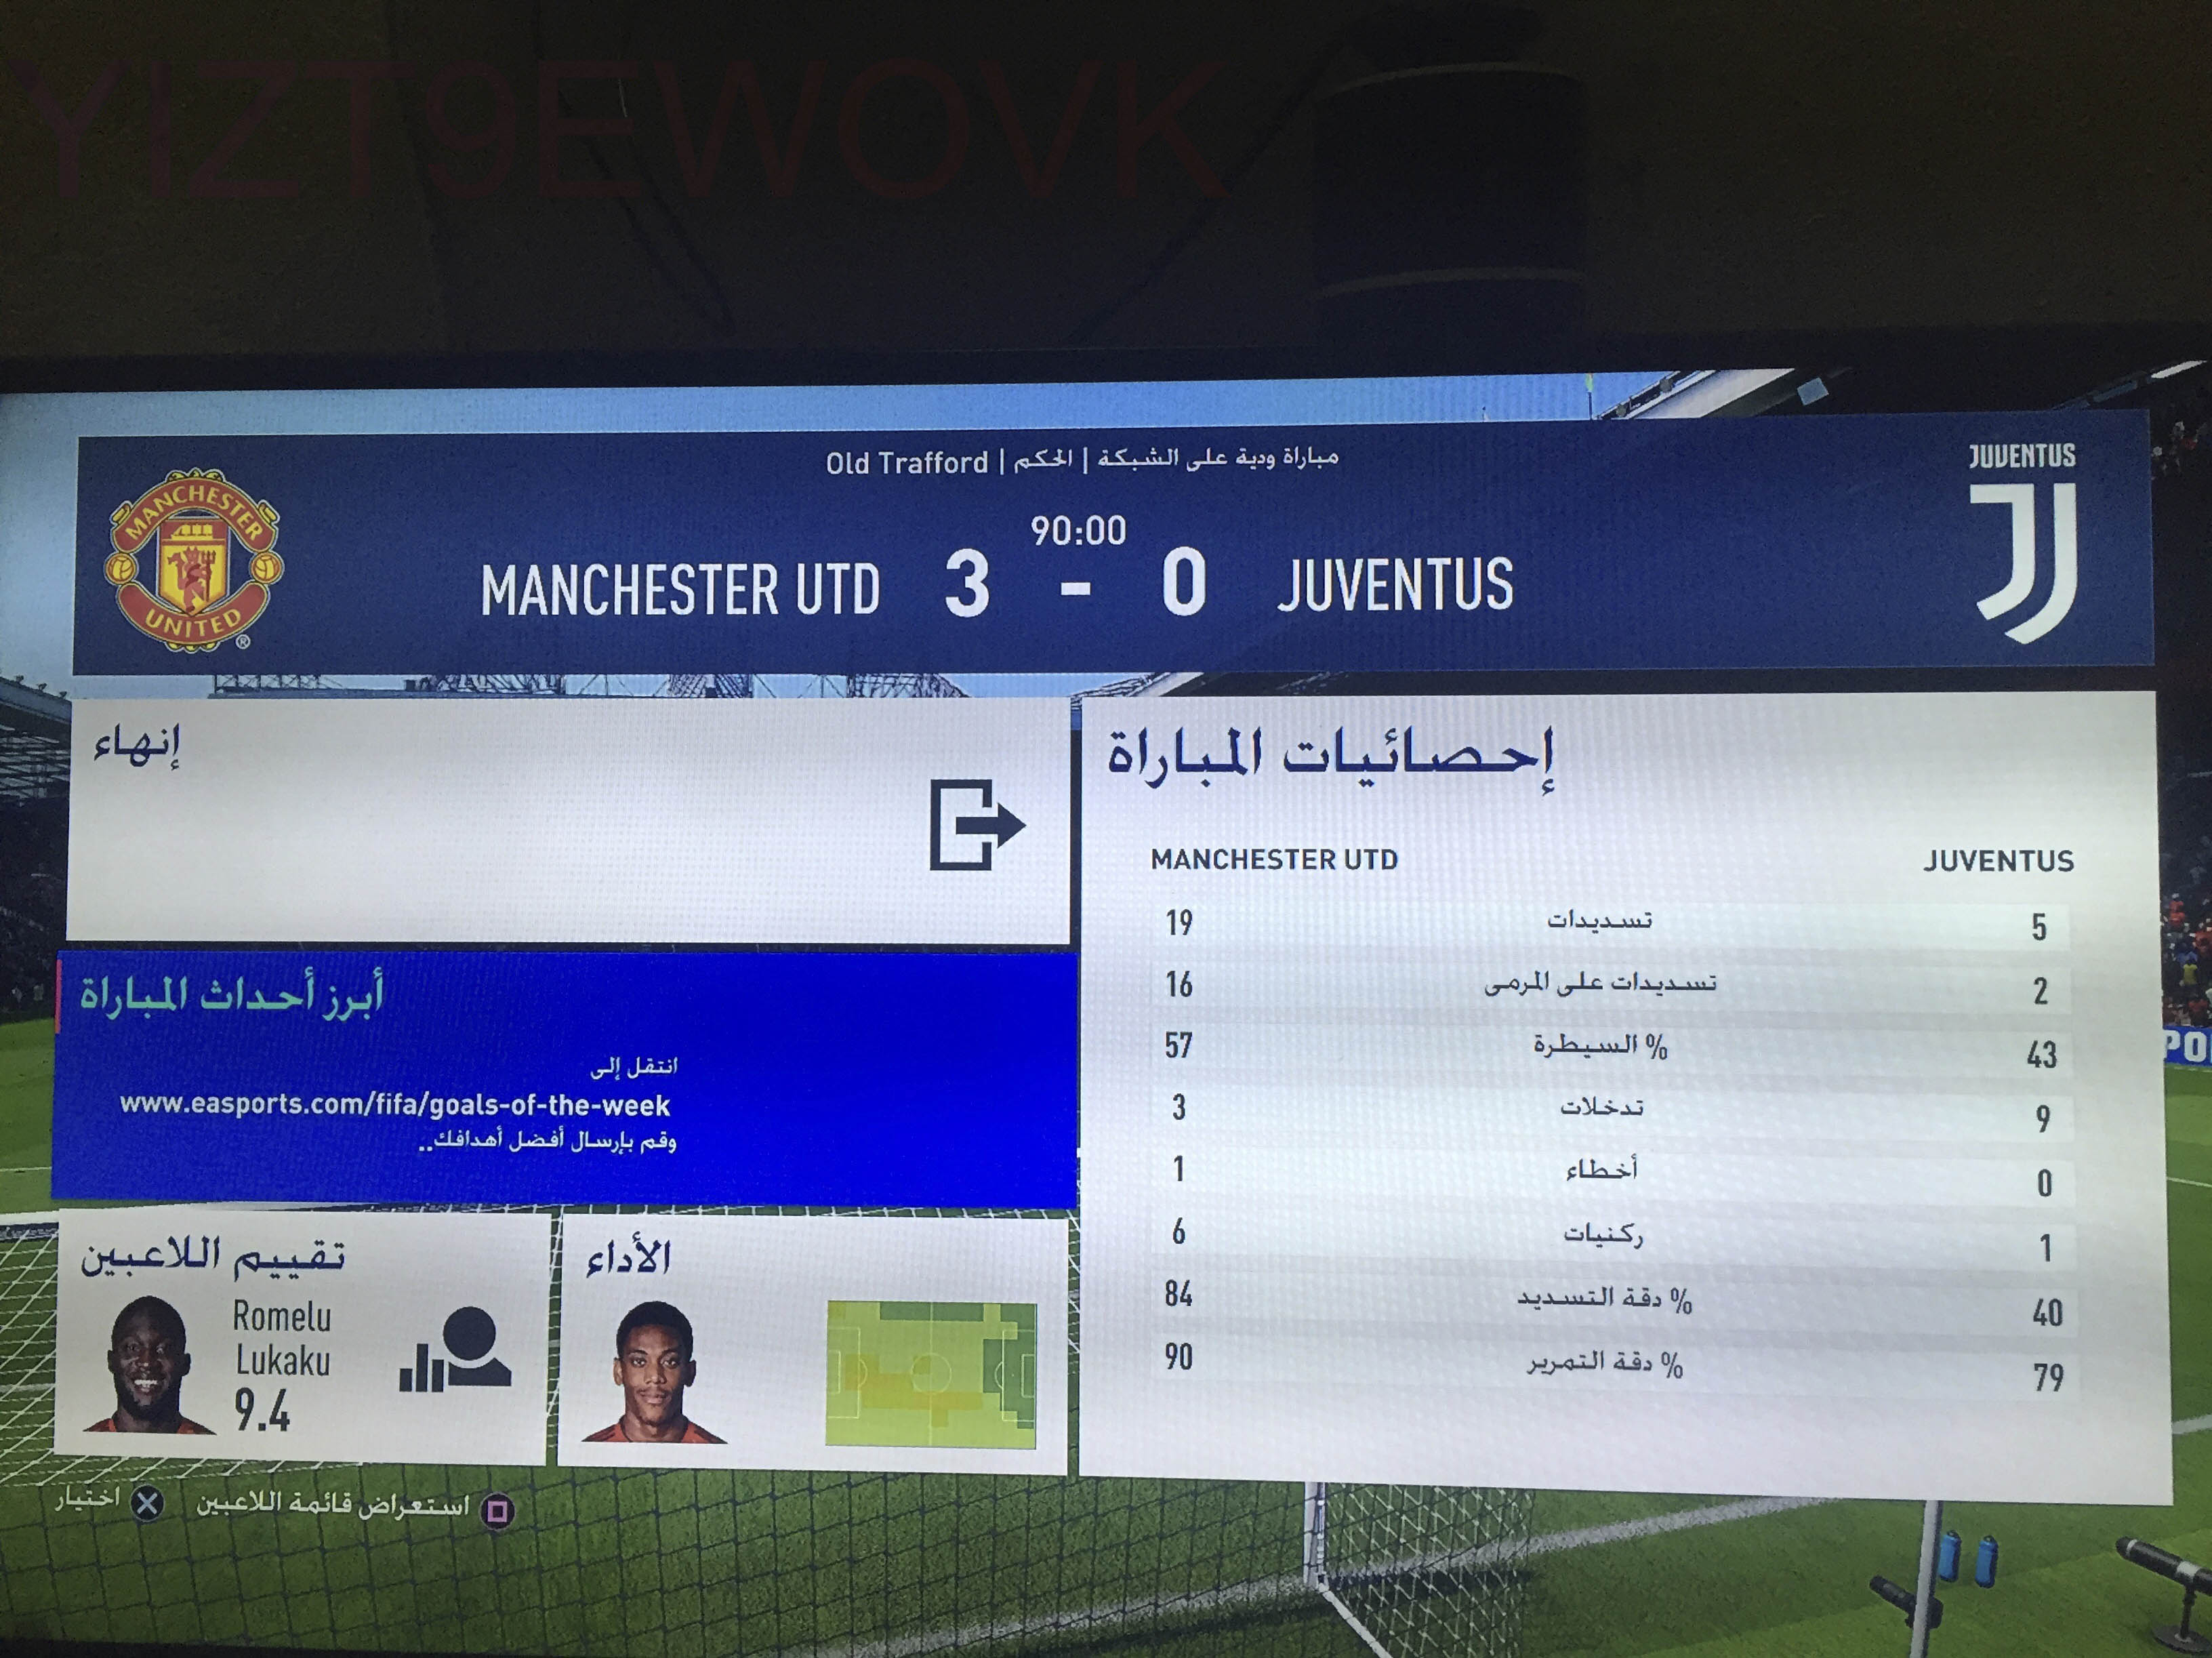 YIZT9EWOVK
مباراة ودية على الشبكة | الحكم | Old Trafford
JUVENTUS
MANCHESTER
UNITED
®
90:00
MANCHESTER UTD 3 - 0 JUVENTUS
إنهاء
إحصائيات المباراة
MANCHESTER UTD JUVENTUS
19 تسديدات 5
16 تسديدات على المرمى 2
57 السيطرة % 43
3 تدخلات 9
1 أخطاء 0
6 ركنيات 1
84 دقة التسديد % 40
90 دقة التمرير % 79
أبرز أحداث المباراة
انتقل إلى
www.easports.com/fifa/goals-of-the-week
وقم بإرسال أفضل أهدافك..
تقييم اللاعبين
Romelu
Lukaku
9.4
الأداء
اختيار
استعراض قائمة اللاعبين
PO